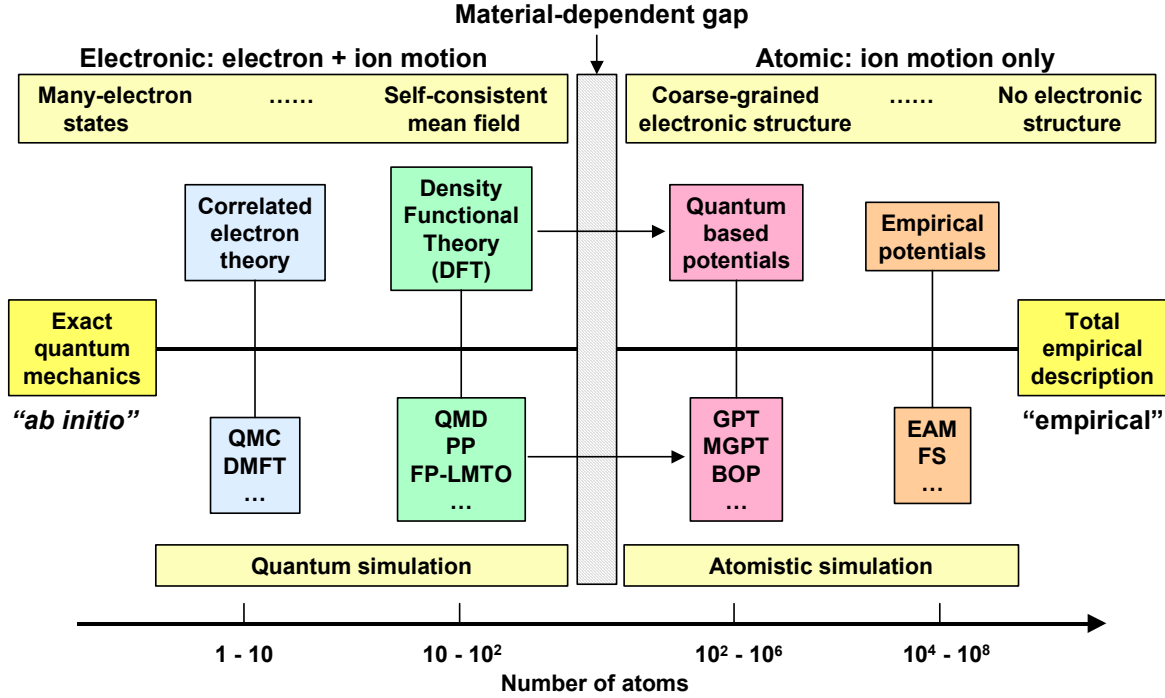 Material-dependent gap
Electronic: electron + ion motion
Atomic: ion motion only
Many-electron
states
……
Self-consistent
mean field
Coarse-grained
electronic structure
……
No electronic
structure
Correlated
electron
theory
Density
Functional
Theory
(DFT)
Quantum
based
potentials
Empirical
potentials
Exact
quantum
mechanics
Total
empirical
description
“ab initio”
“empirical”
QMC
DMFT
…
QMD
PP
FP-LMTO
…
GPT
MGPT
BOP
…
EAM
FS
…
Quantum simulation
Atomistic simulation
1 - 10
10 - 10²
10² - 10⁶
10⁴ - 10⁸
Number of atoms